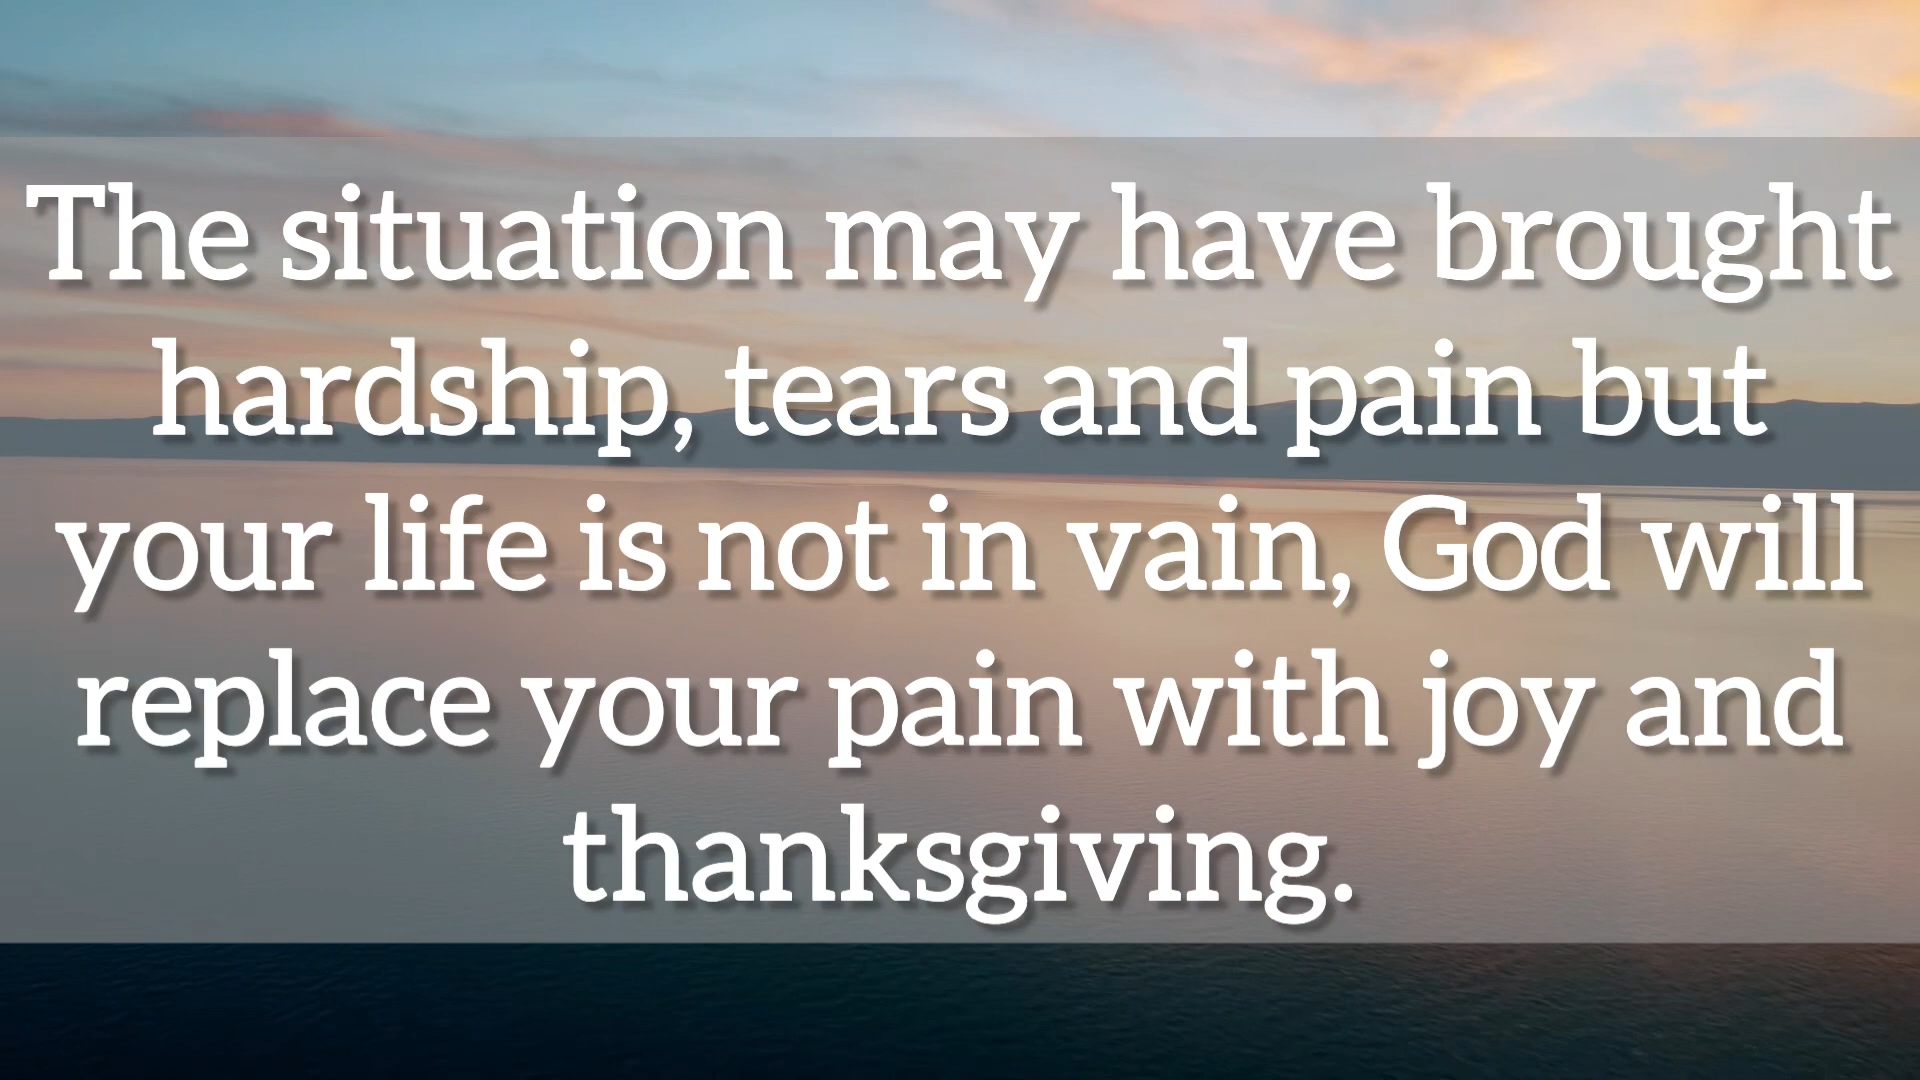 The situation may have brought
hardship, tears and pain but
your life is not in vain, God will
replace your pain with joy and
thanksgiving.